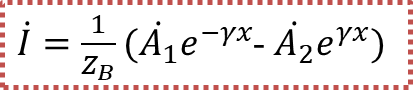 İ = 1/z_B (Ȧ₁e^{-γx} - Ȧ₂e^{γx})